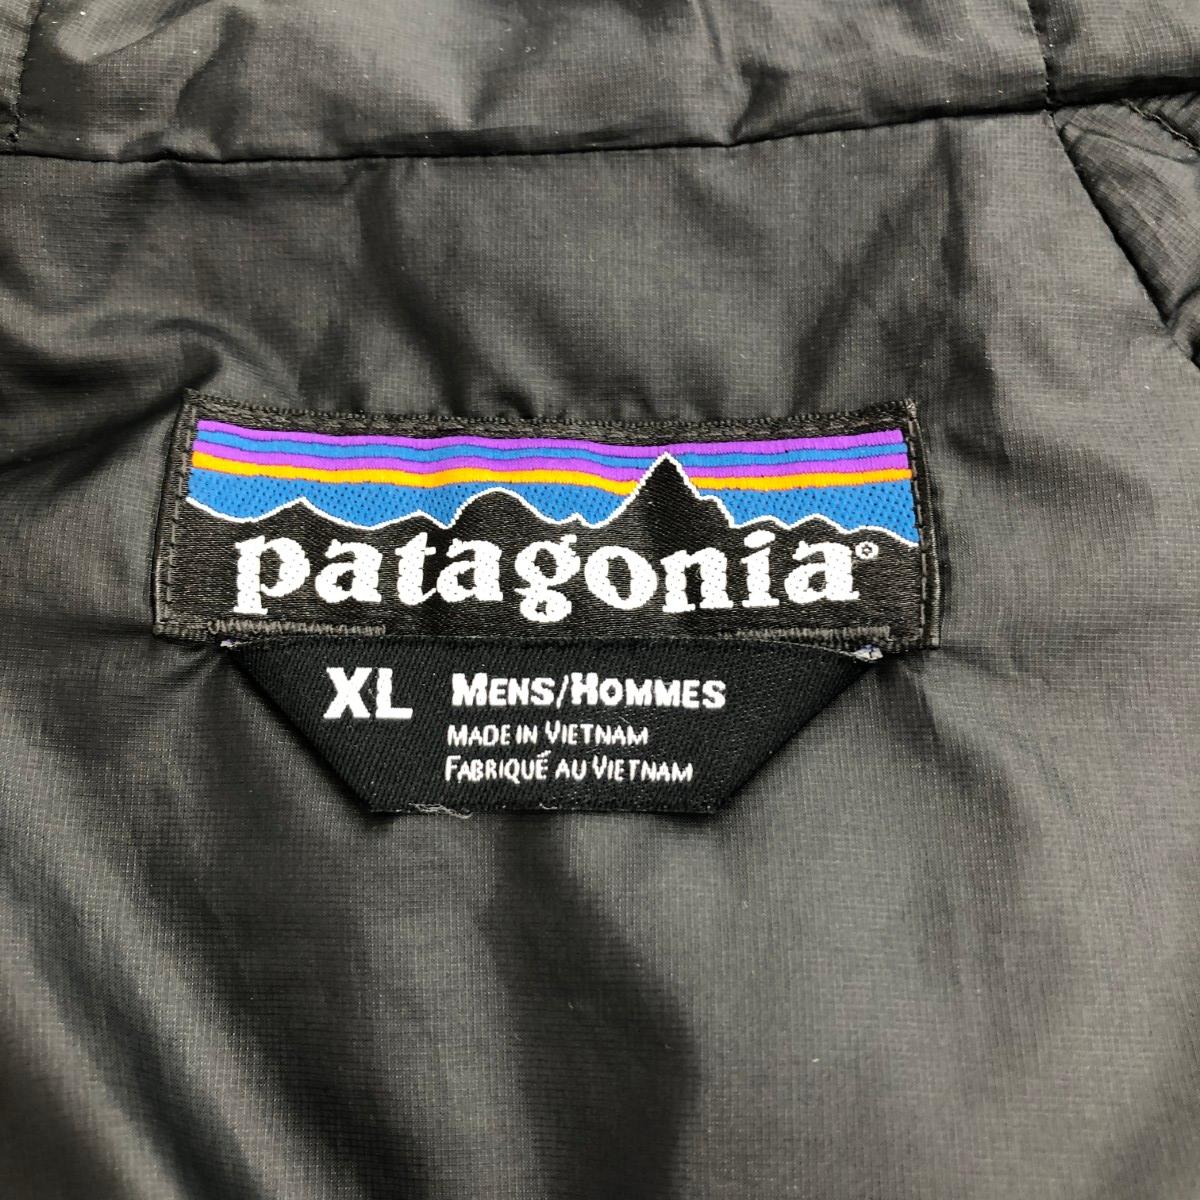 patagonia®
XL MENS/HOMMES
MADE IN VIETNAM
FABRIQUÉ AU VIETNAM